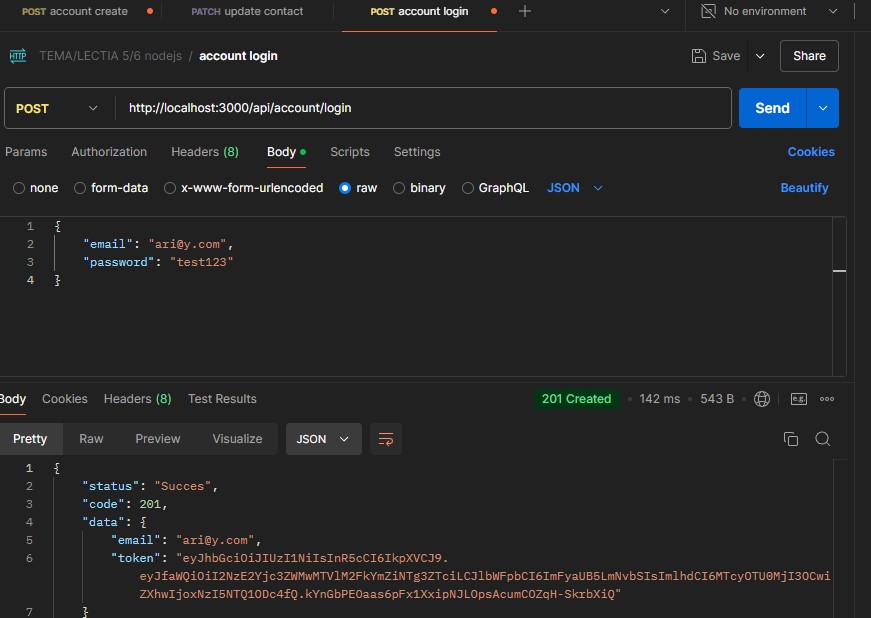 POST account create PATCH update contact POST account login No environment
HTTP TEMA/LECTIA 5/6 nodejs / account login Save Share
POST http://localhost:3000/api/account/login Send
Params Authorization Headers (8) Body Scripts Settings Cookies
none form-data x-www-form-urlencoded raw binary GraphQL JSON Beautify
1 {
2 "email": "ari@y.com",
3 "password": "test123"
4 }
Body Cookies Headers (8) Test Results 201 Created 142 ms 543 B e.g.
Pretty Raw Preview Visualize JSON
1 {
2 "status": "Succes",
3 "code": 201,
4 "data": {
5 "email": "ari@y.com",
6 "token": "eyJhbGciOiJIUzI1NiIsInR5cCI6IkpXVCJ9.
eyJfaWQiOiI2NzE2Yjc3ZWMwMTVlM2FkYmZiNTg3ZTciLCJlbWFpbCI6ImFyaUB5LmNvbSIsImlhdCI6MTcyOTU0MjI3OCwi
ZXhwIjoxNzI5NTQ1ODc4fQ.kYnGbPEOaas6pFx1XxipNJLOpsAcumCOZqH-SkrbXiQ"
7 }